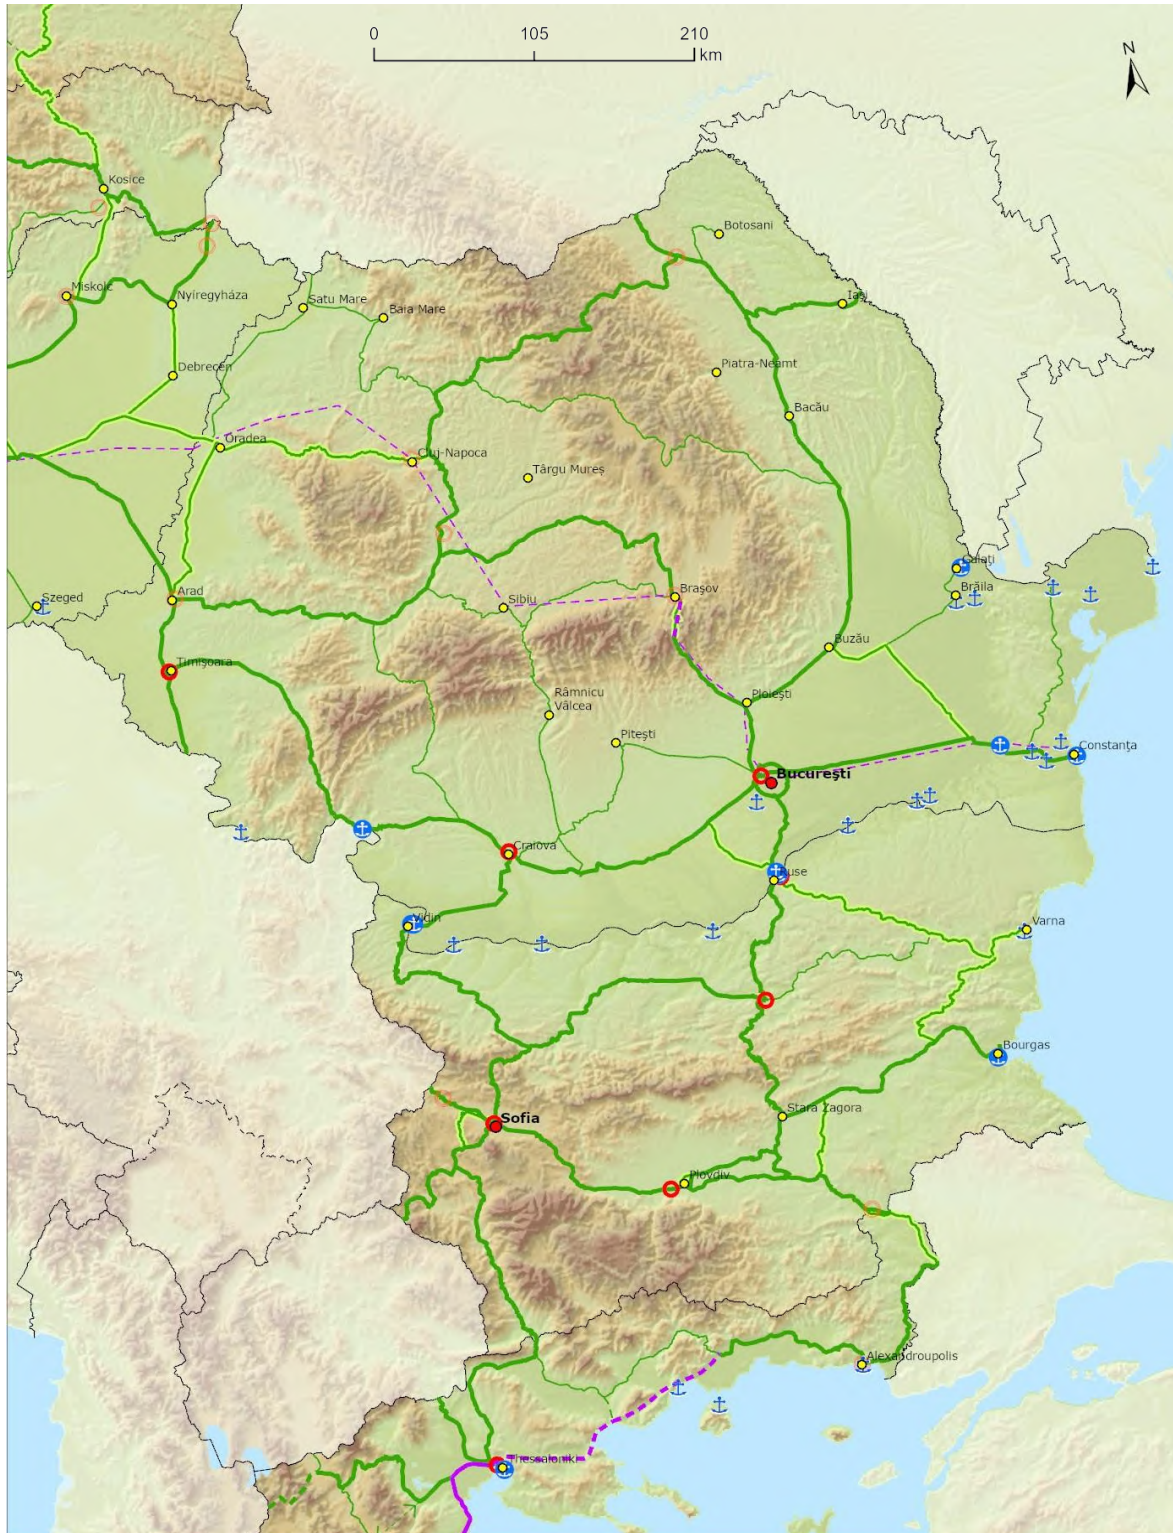 0 105 210
km
N
Kosice
Botosani
Miskolc
Nyíregyháza
Satu Mare
Baia Mare
Iaşi
Debrecen
Piatra-Neamt
Bacău
Oradea
Cluj-Napoca
Târgu Mureş
Galaţi
Szeged
Arad
Sibiu
Braşov
Brăila
Timişoara
Buzău
Râmnicu
Vâlcea
Ploieşti
Piteşti
Constanţa
Bucureşti
Craiova
Ruse
Vidin
Varna
Bourgas
Sofia
Stara Zagora
Plovdiv
Alexandroupolis
Thessaloniki